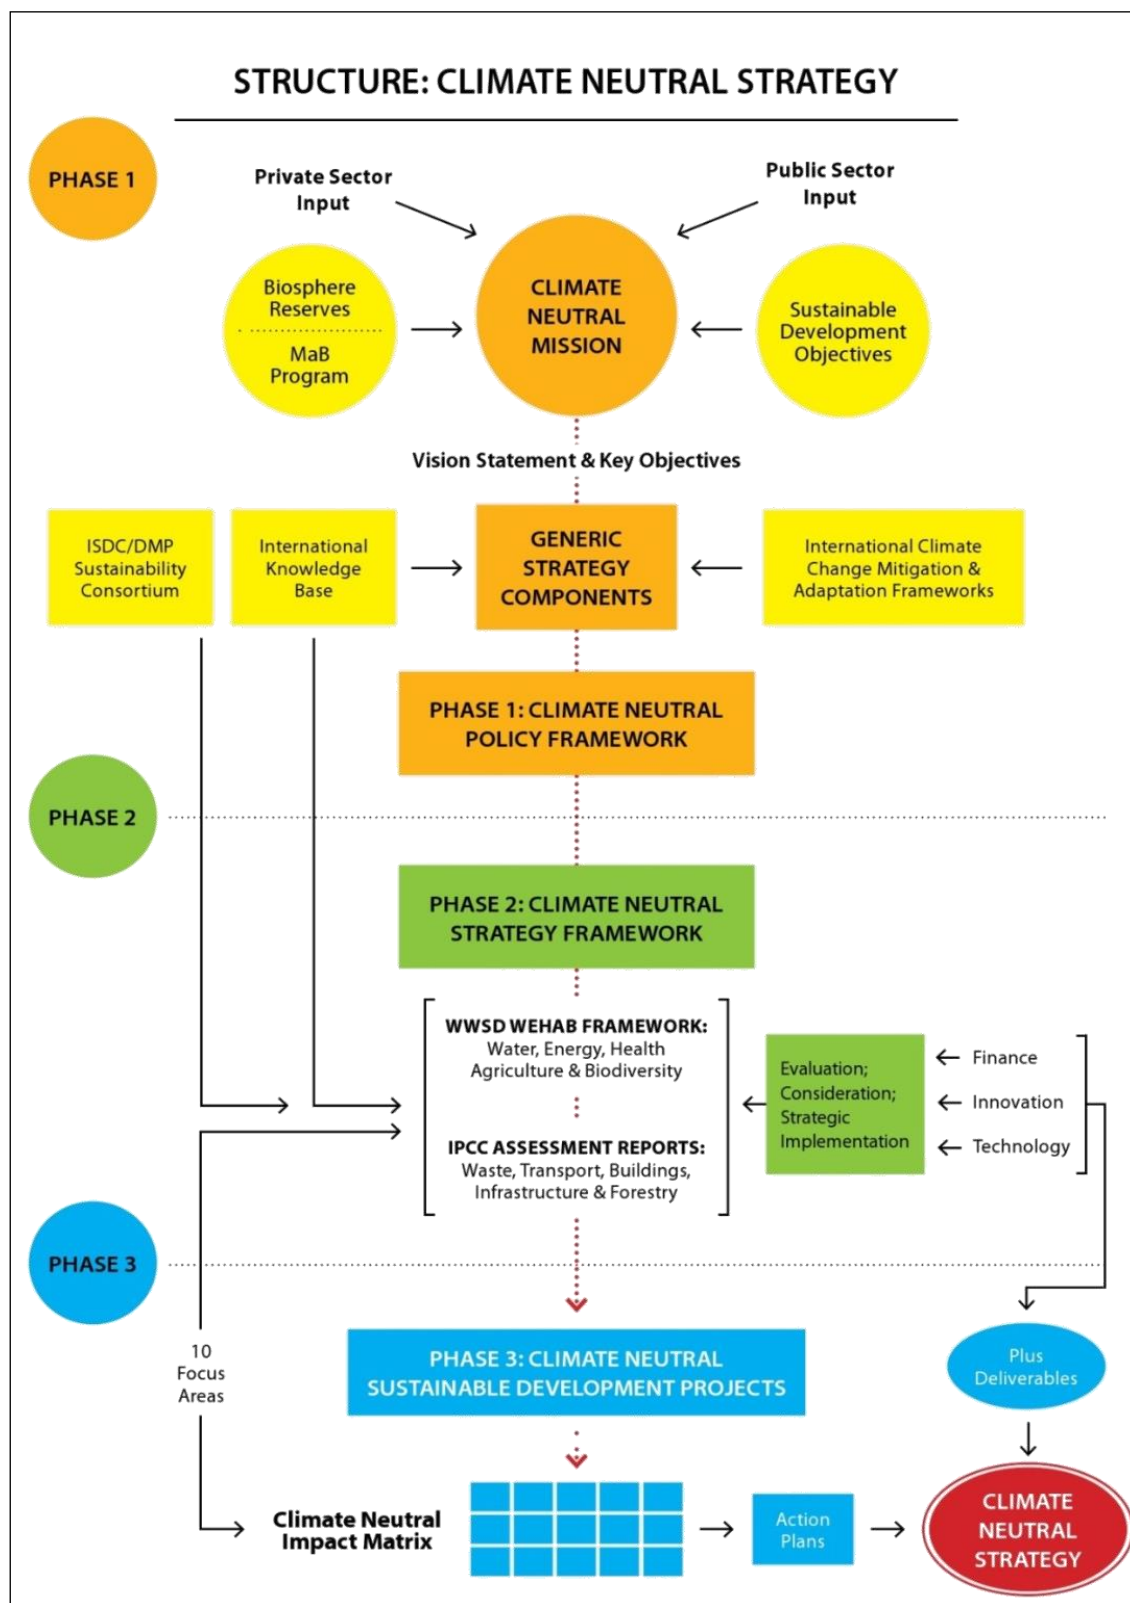 STRUCTURE: CLIMATE NEUTRAL STRATEGY
PHASE 1
Private Sector
Input
Public Sector
Input
Biosphere
Reserves
MaB
Program
CLIMATE
NEUTRAL
MISSION
Sustainable
Development
Objectives
Vision Statement & Key Objectives
ISDC/DMP
Sustainability
Consortium
International
Knowledge
Base
GENERIC
STRATEGY
COMPONENTS
International Climate
Change Mitigation &
Adaptation Frameworks
PHASE 1: CLIMATE NEUTRAL
POLICY FRAMEWORK
PHASE 2
PHASE 2: CLIMATE NEUTRAL
STRATEGY FRAMEWORK
WWSD WEHAB FRAMEWORK:
Water, Energy, Health
Agriculture & Biodiversity
IPCC ASSESSMENT REPORTS:
Waste, Transport, Buildings,
Infrastructure & Forestry
Evaluation;
Consideration;
Strategic
Implementation
Finance
Innovation
Technology
PHASE 3
10
Focus
Areas
PHASE 3: CLIMATE NEUTRAL
SUSTAINABLE DEVELOPMENT PROJECTS
Plus
Deliverables
Climate Neutral
Impact Matrix
Action
Plans
CLIMATE
NEUTRAL
STRATEGY